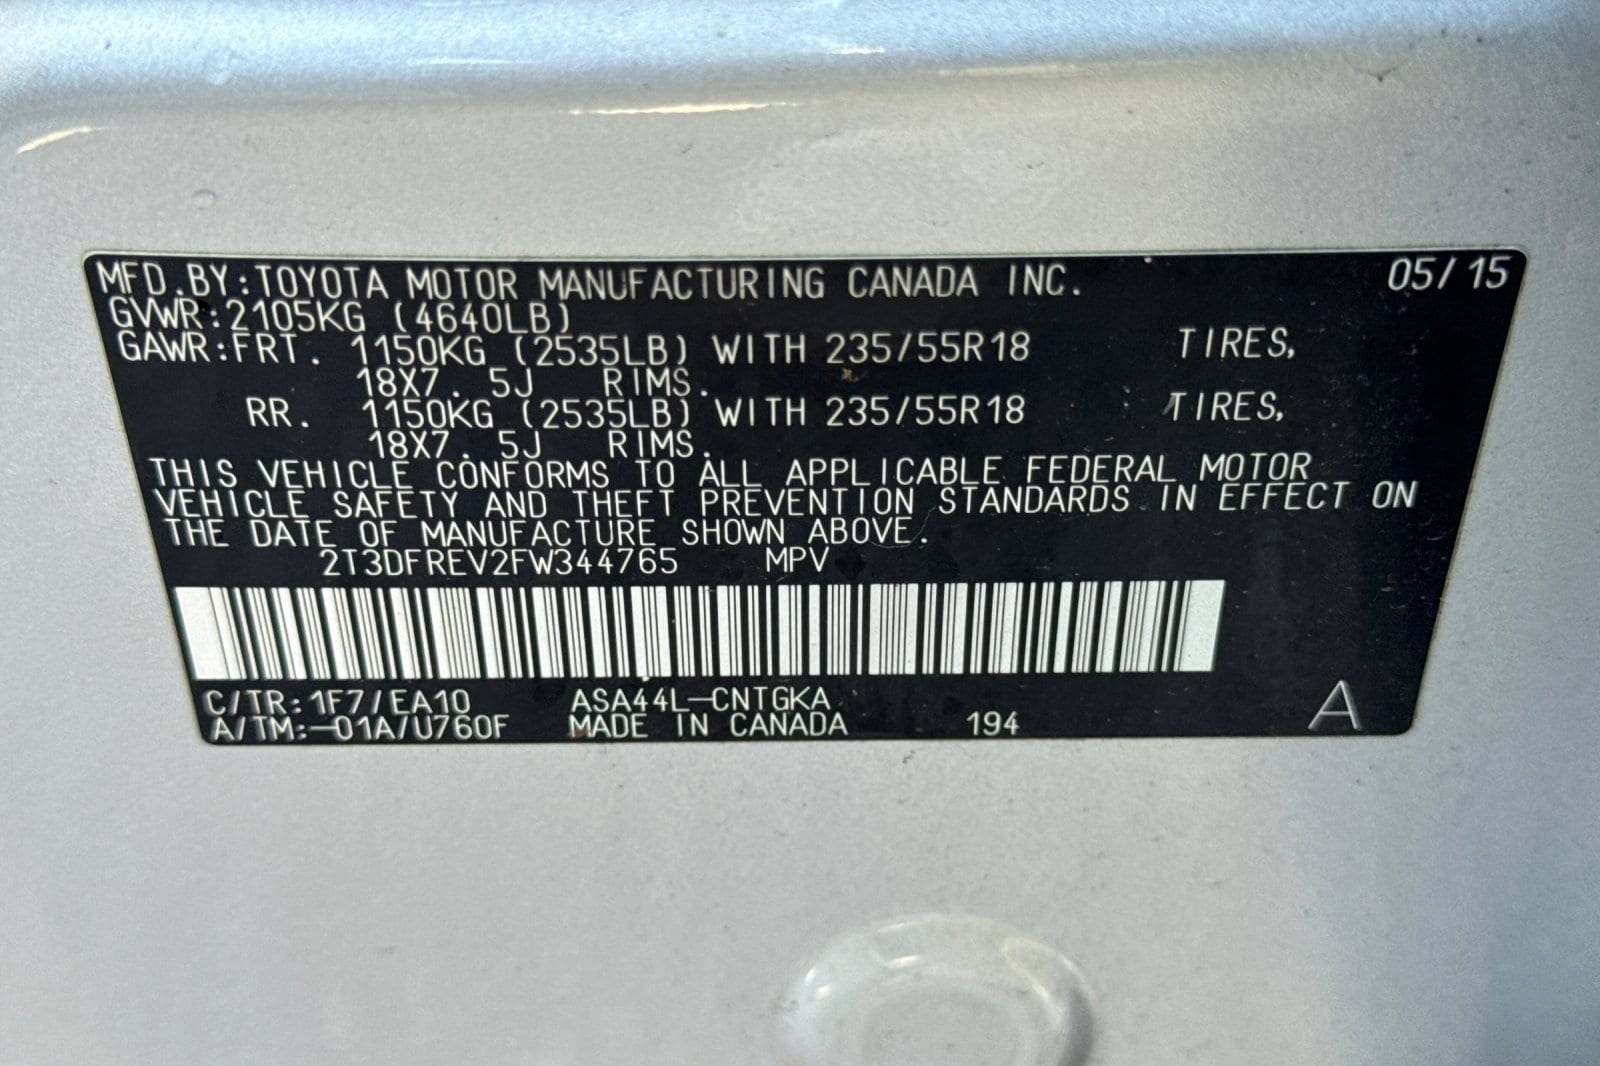 MFD.BY:TOYOTA MOTOR MANUFACTURING CANADA INC. 05/15
GVWR:2105KG (4640LB)
GAWR:FRT. 1150KG (2535LB) WITH 235/55R18 TIRES,
18X7.5J RIMS.
RR. 1150KG (2535LB) WITH 235/55R18 TIRES,
18X7.5J RIMS.
THIS VEHICLE CONFORMS TO ALL APPLICABLE FEDERAL MOTOR
VEHICLE SAFETY AND THEFT PREVENTION STANDARDS IN EFFECT ON
THE DATE OF MANUFACTURE SHOWN ABOVE.
2T3DFREV2FW344765 MPV
C/TR:1F7/EA10 ASA44L-CNTGKA
A/TM:-01A/U760F MADE IN CANADA 194 A